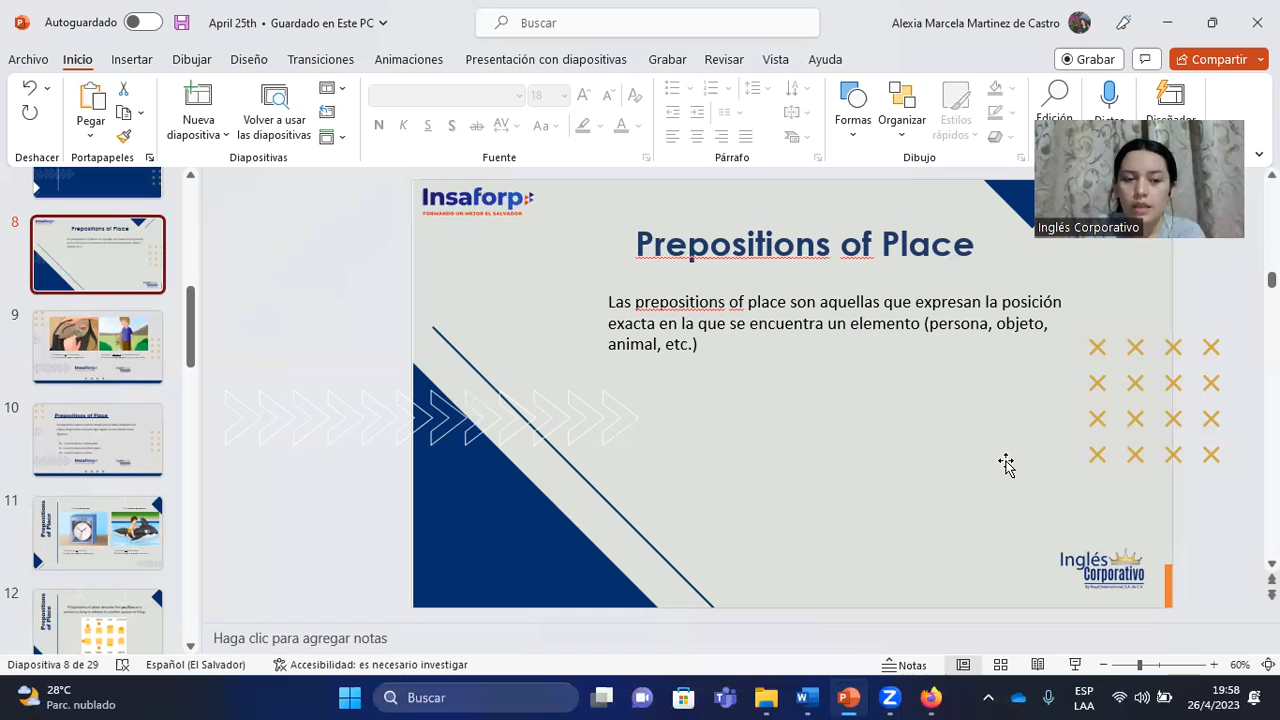 Autoguardado
April 25th • Guardado en Este PC
Buscar
Alexia Marcela Martinez de Castro
Archivo
Inicio
Insertar
Dibujar
Diseño
Transiciones
Animaciones
Presentación con diapositivas
Grabar
Revisar
Vista
Ayuda
Grabar
Compartir
Deshacer
Pegar
Portapapeles
Nueva
diapositiva
Volver a usar
las diapositivas
Diapositivas
18
N K S S ab AV Aa A
Fuente
Párrafo
Formas
Organizar
Estilos
rápidos
Dibujo
Edición
Inglés Corporativo
8
9
10
11
12
Prepositions of Place
Prepositions of Place
Prepositions of Place
Insaforp
FORMANDO UN MEJOR EL SALVADOR
Prepositions of Place
Las prepositions of place son aquellas que expresan la posición
exacta en la que se encuentra un elemento (persona, objeto,
animal, etc.)
Inglés
Corporativo
Haga clic para agregar notas
Diapositiva 8 de 29
Español (El Salvador)
Accesibilidad: es necesario investigar
Notas
60%
28°C
Parc. nublado
Buscar
ESP
LAA
19:58
26/4/2023